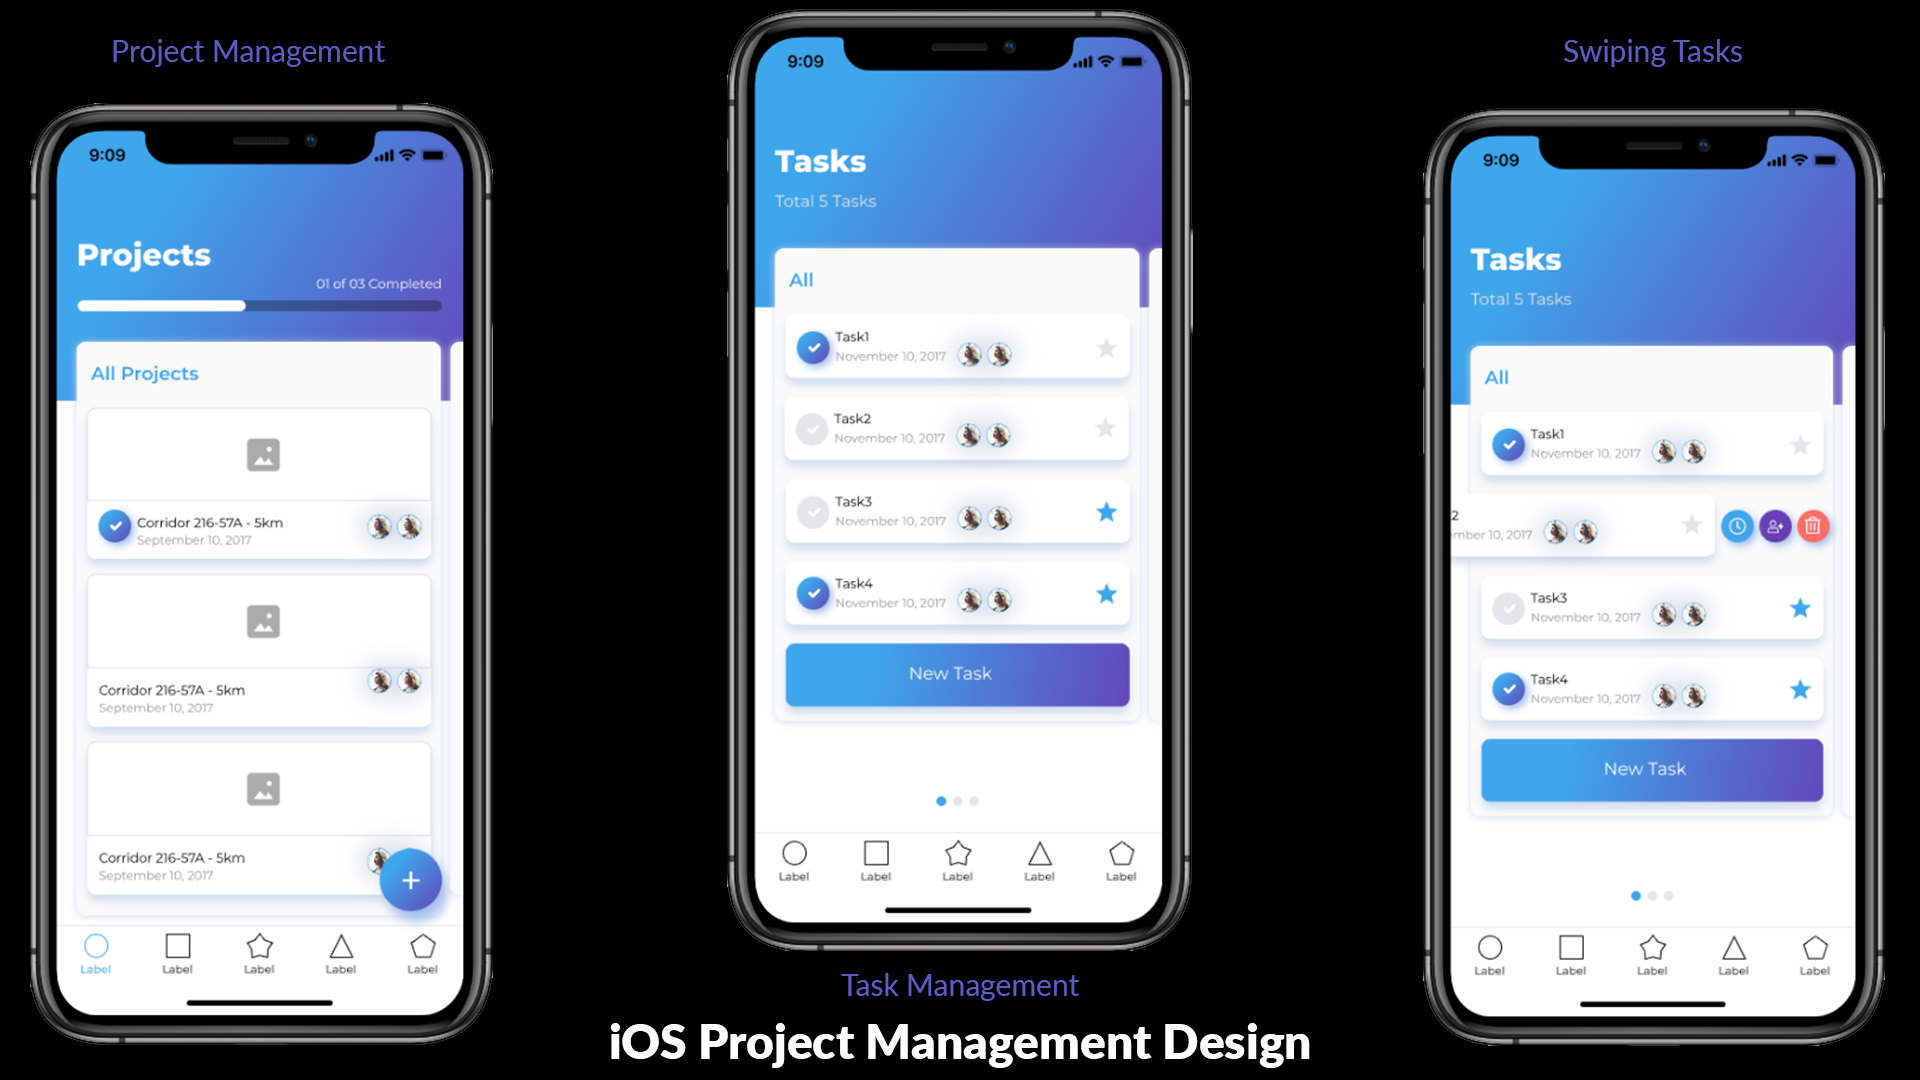 Project Management
9:09
Projects
01 of 03 Completed
All Projects
Corridor 216-57A - 5km
September 10, 2017
Corridor 216-57A - 5km
September 10, 2017
Corridor 216-57A - 5km
September 10, 2017
+
Label Label Label Label Label
9:09
Tasks
Total 5 Tasks
All
Task1
November 10, 2017
Task2
November 10, 2017
Task3
November 10, 2017
Task4
November 10, 2017
New Task
Label Label Label Label Label
Task Management
Swiping Tasks
9:09
Tasks
Total 5 Tasks
All
Task1
November 10, 2017
2
mber 10, 2017
Task3
November 10, 2017
Task4
November 10, 2017
New Task
Label Label Label Label Label
iOS Project Management Design